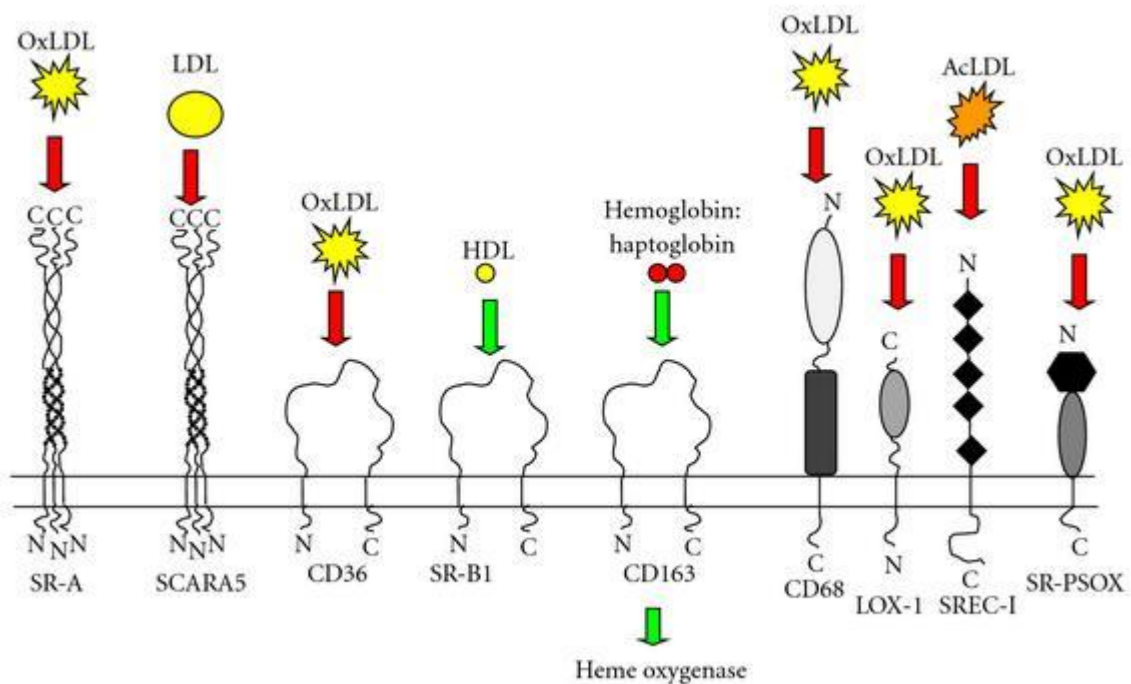 OxLDL
LDL
OxLDL
HDL
Hemoglobin:
haptoglobin
OxLDL
OxLDL
AcLDL
OxLDL
C C C
C C C
N
C
N
N
N N N
SR-A
N N N
SCARA5
N
C
CD36
N
C
SR-B1
N
C
CD163
C
CD68
N
LOX-1
C
SREC-I
C
SR-PSOX
Heme oxygenase